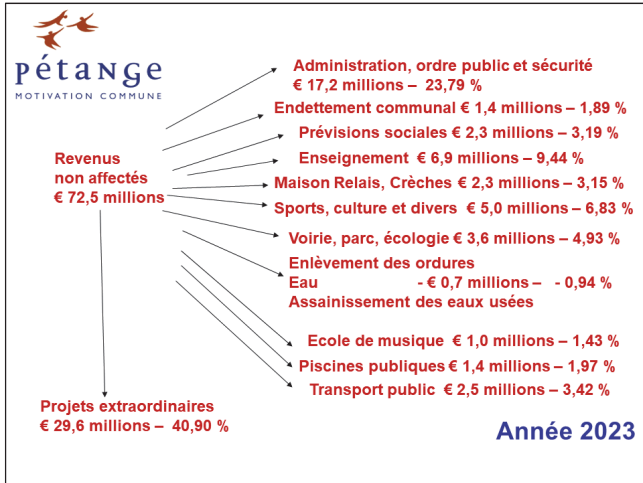 pétange
MOTIVATION COMMUNE
Administration, ordre public et sécurité
€ 17,2 millions – 23,79 %
Endettement communal € 1,4 millions – 1,89 %
Prévisions sociales € 2,3 millions – 3,19 %
Revenus
non affectés
€ 72,5 millions
Enseignement € 6,9 millions – 9,44 %
Maison Relais, Crèches € 2,3 millions – 3,15 %
Sports, culture et divers € 5,0 millions – 6,83 %
Voirie, parc, écologie € 3,6 millions – 4,93 %
Enlèvement des ordures
Eau - € 0,7 millions – - 0,94 %
Assainissement des eaux usées
Ecole de musique € 1,0 millions – 1,43 %
Piscines publiques € 1,4 millions – 1,97 %
Transport public € 2,5 millions – 3,42 %
Projets extraordinaires
€ 29,6 millions – 40,90 %
Année 2023